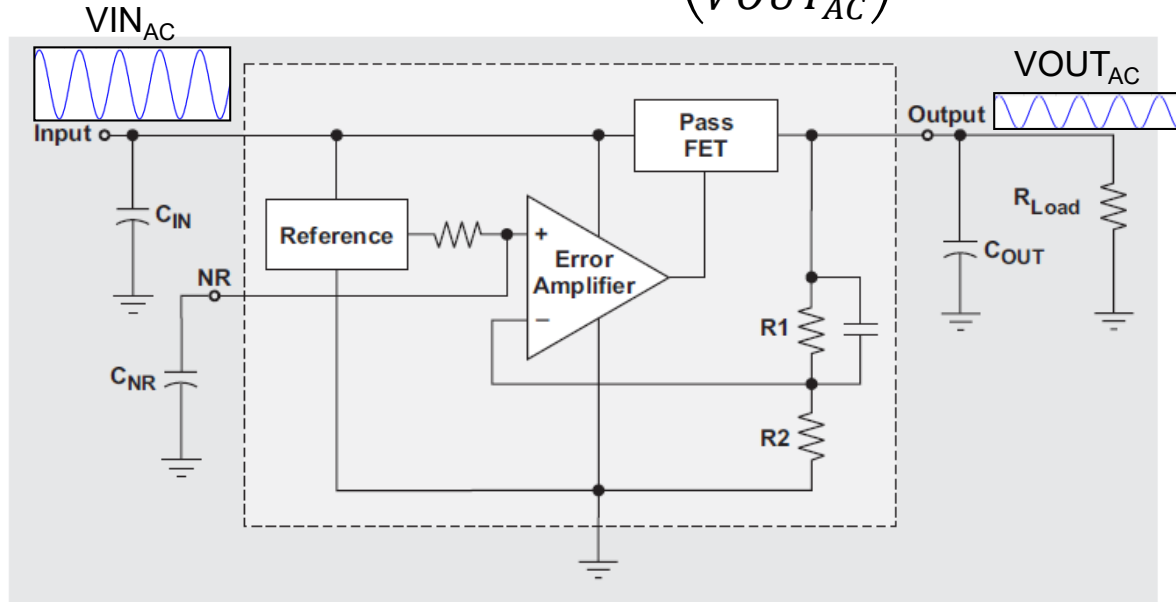 (VOUT_AC)
VIN_AC
VOUT_AC
Input
Pass
FET
Output
C_IN
Reference
+
Error
Amplifier
−
R_Load
C_OUT
NR
R1
C_NR
R2